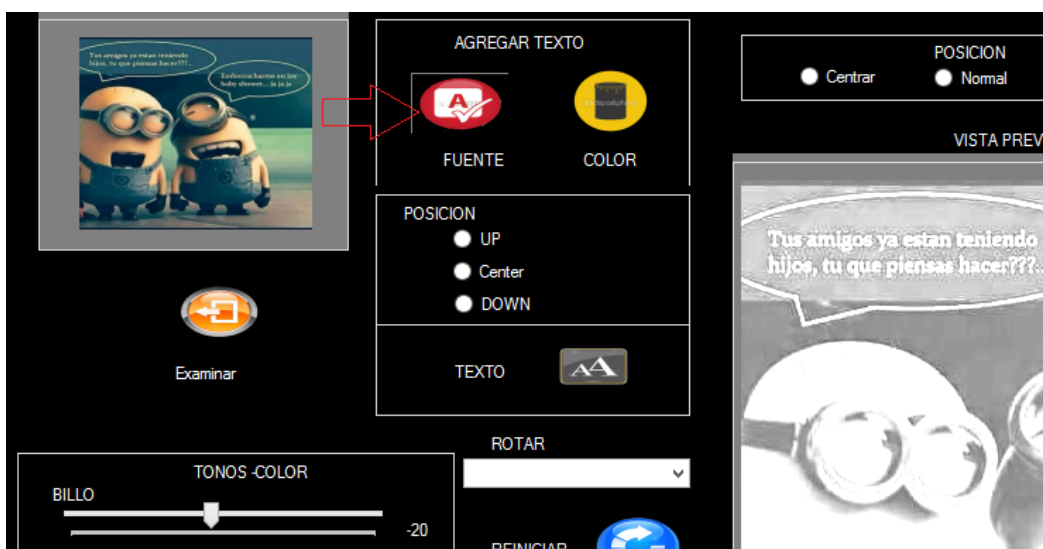 Tus amigos ya estan teniendo
hijos, tu que piensas hacer???...
Emborracharme en los
baby shower... ja ja ja
AGREGAR TEXTO
A
FUENTE
COLOR
POSICION
UP
Center
DOWN
TEXTO
AA
Examinar
ROTAR
TONOS -COLOR
BILLO
-20
REINICIAR
POSICION
Centrar
Normal
VISTA PREV
Tus amigos ya estan teniendo
hijos, tu que piensas hacer???.